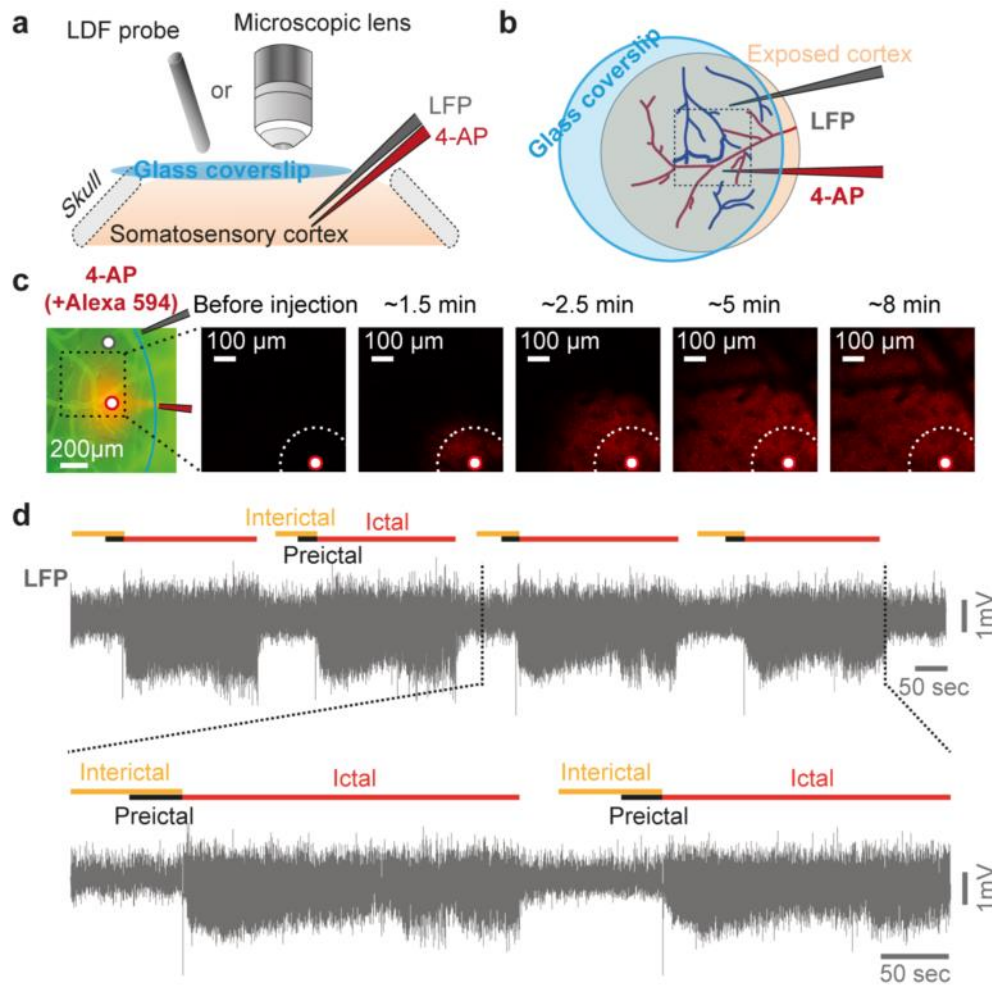 a
LDF probe
or
Microscopic lens
LFP
4-AP
Glass coverslip
Skull
Somatosensory cortex
b
Glass coverslip
Exposed cortex
LFP
4-AP
c
4-AP
(+Alexa 594)
Before injection
~1.5 min
~2.5 min
~5 min
~8 min
200μm
100 μm
100 μm
100 μm
100 μm
100 μm
d
Interictal
Ictal
Preictal
LFP
1mV
50 sec
Interictal
Ictal
Interictal
Ictal
Preictal
Preictal
1mV
50 sec